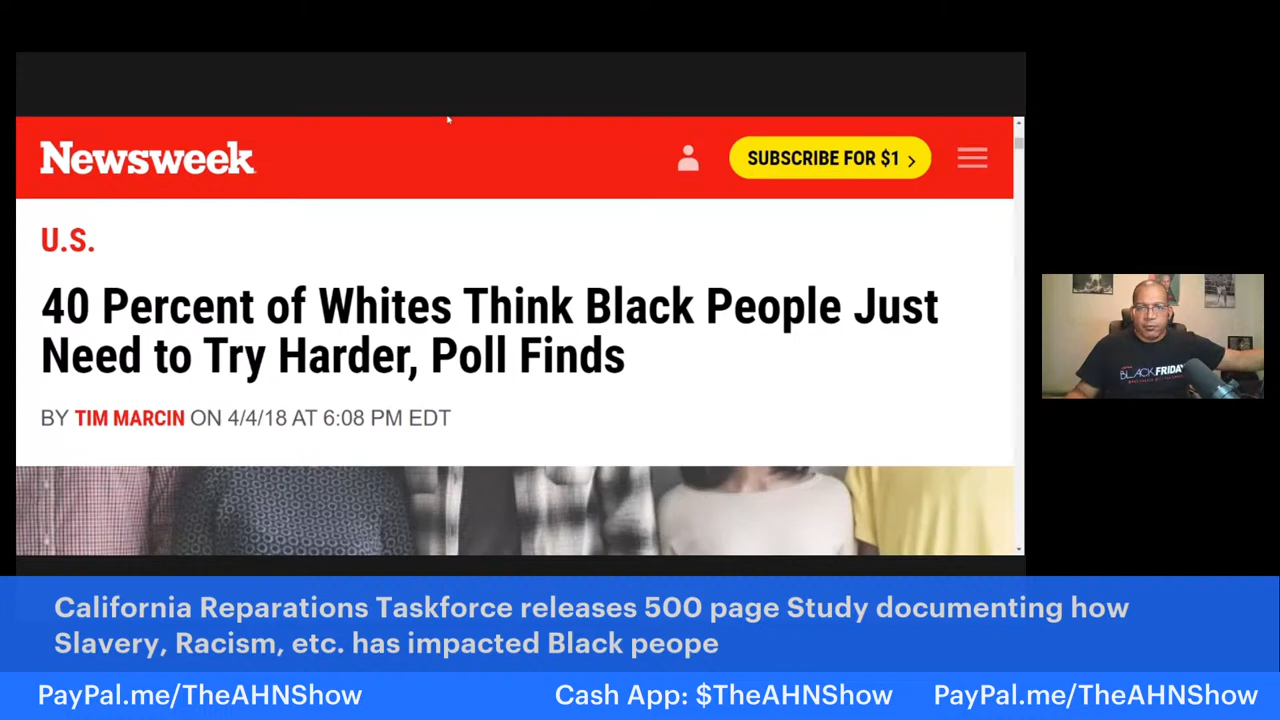 Newsweek
SUBSCRIBE FOR $1
U.S.
40 Percent of Whites Think Black People Just
Need to Try Harder, Poll Finds
BY TIM MARCIN ON 4/4/18 AT 6:08 PM EDT
BLACKFRIDAY
California Reparations Taskforce releases 500 page Study documenting how
Slavery, Racism, etc. has impacted Black peope
PayPal.me/TheAHNShow
Cash App: $TheAHNShow
PayPal.me/TheAHNShow